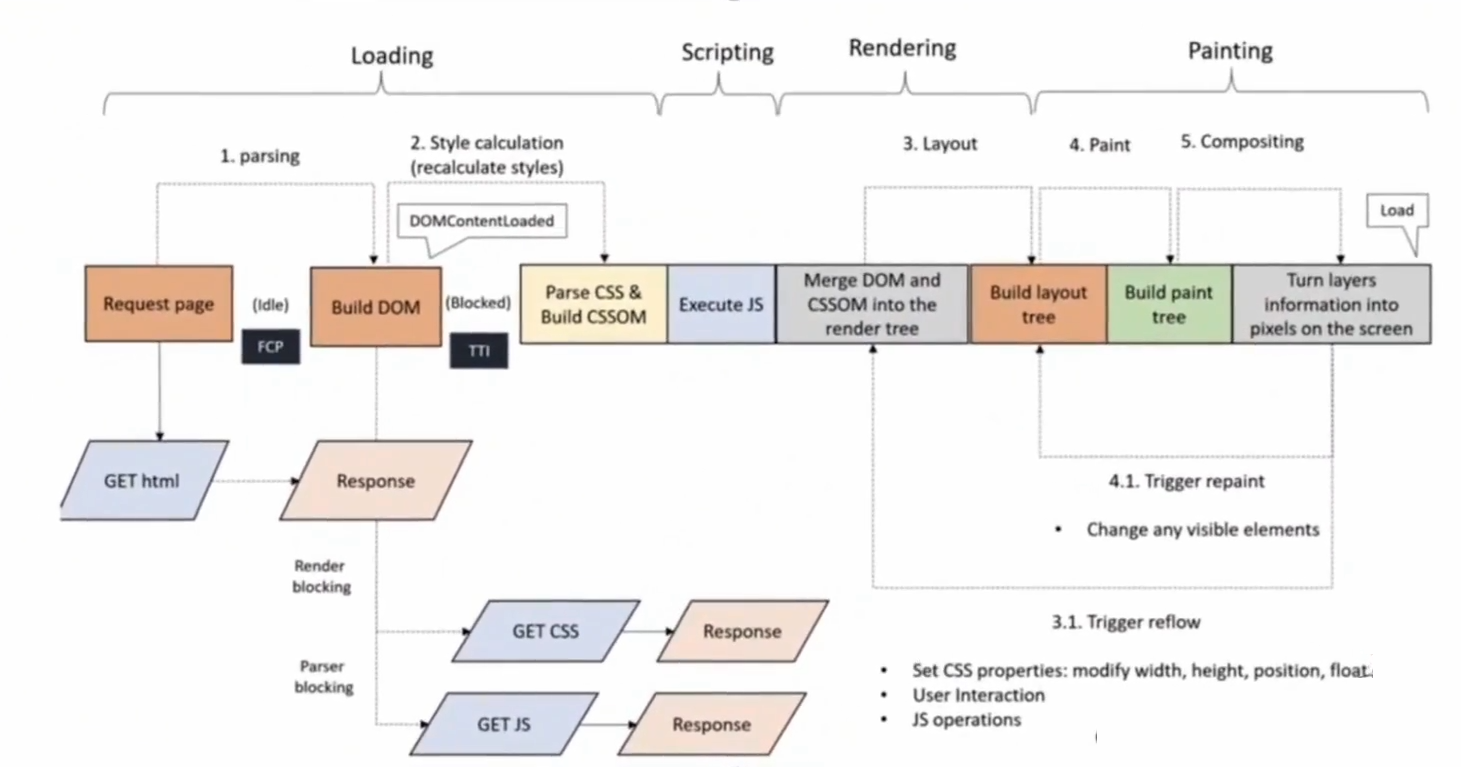 Loading
Scripting
Rendering
Painting
1. parsing
2. Style calculation
(recalculate styles)
3. Layout
4. Paint
5. Compositing
DOMContentLoaded
Load
Request page
(Idle)
FCP
Build DOM
(Blocked)
TTI
Parse CSS &
Build CSSOM
Execute JS
Merge DOM and
CSSOM into the
render tree
Build layout
tree
Build paint
tree
Turn layers
information into
pixels on the screen
GET html
Response
4.1. Trigger repaint
• Change any visible elements
Render
blocking
GET CSS
Response
Parser
blocking
GET JS
Response
3.1. Trigger reflow
• Set CSS properties: modify width, height, position, float
• User Interaction
• JS operations